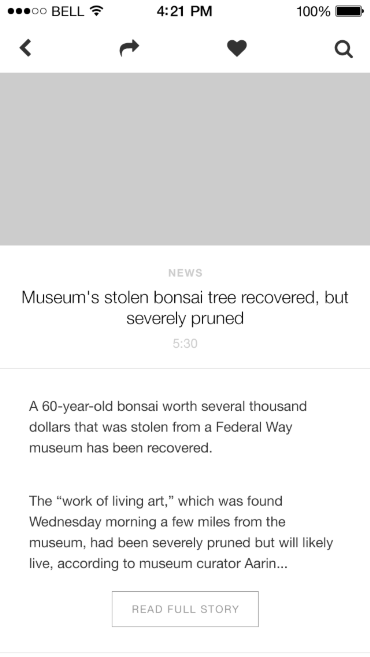 BELL 4:21 PM 100%
NEWS
Museum's stolen bonsai tree recovered, but
severely pruned
5:30
A 60-year-old bonsai worth several thousand
dollars that was stolen from a Federal Way
museum has been recovered.
The “work of living art,” which was found
Wednesday morning a few miles from the
museum, had been severely pruned but will likely
live, according to museum curator Aarin...
READ FULL STORY